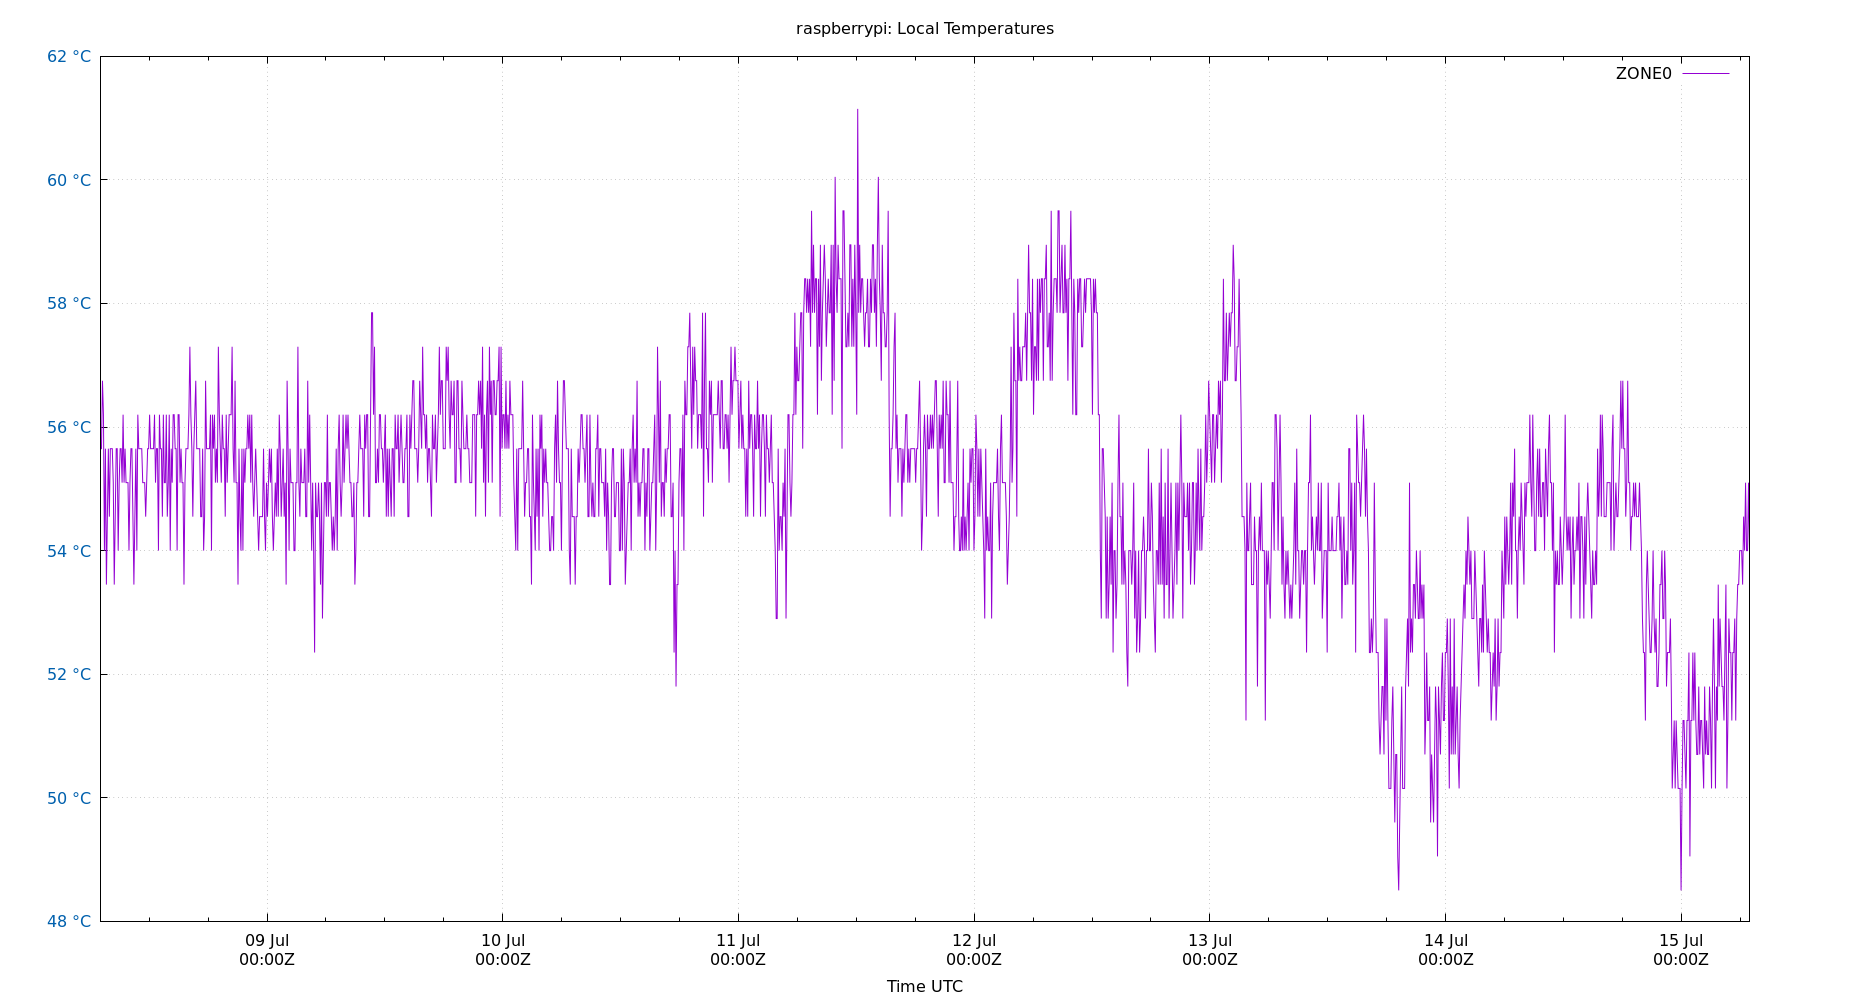 raspberrypi: Local Temperatures
62 °C
ZONE0
60 °C
58 °C
56 °C
54 °C
52 °C
50 °C
48 °C
09 Jul 10 Jul 11 Jul 12 Jul 13 Jul 14 Jul 15 Jul
00:00Z 00:00Z 00:00Z 00:00Z 00:00Z 00:00Z 00:00Z
Time UTC